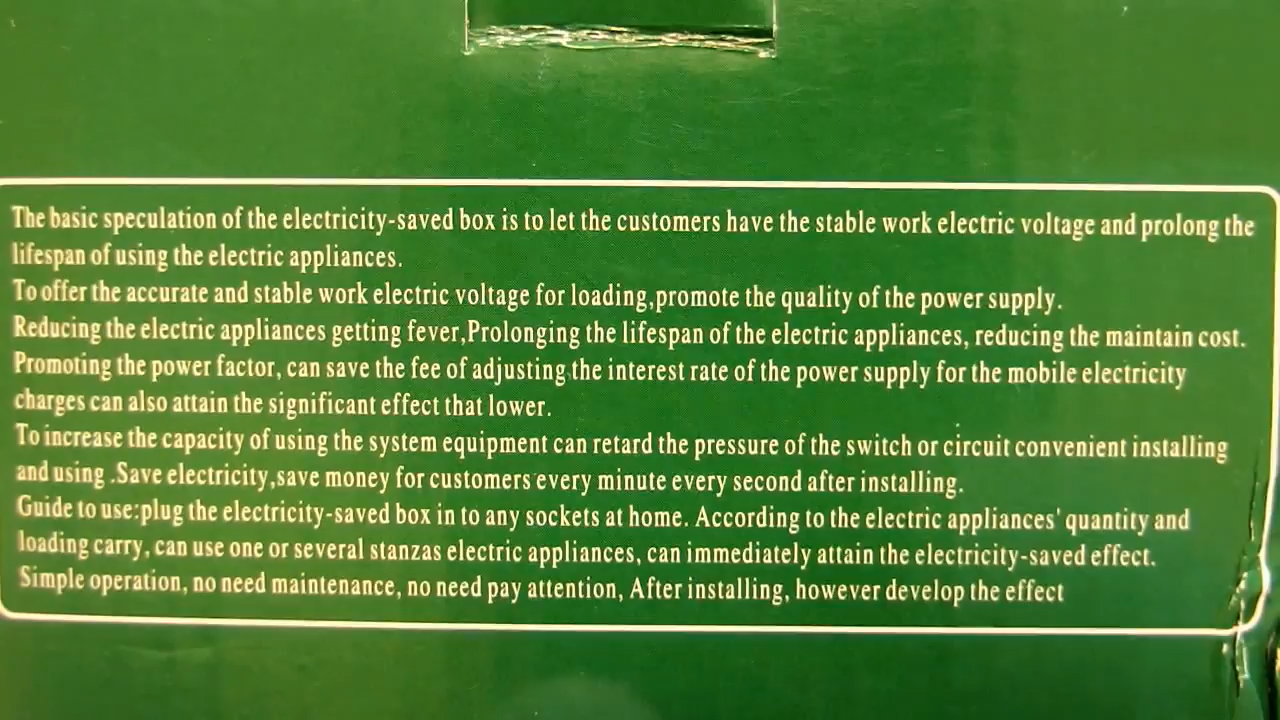 The basic speculation of the electricity-saved box is to let the customers have the stable work electric voltage and prolong the
lifespan of using the electric appliances.
To offer the accurate and stable work electric voltage for loading,promote the quality of the power supply.
Reducing the electric appliances getting fever,Prolonging the lifespan of the electric appliances, reducing the maintain cost.
Promoting the power factor, can save the fee of adjusting the interest rate of the power supply for the mobile electricity
charges can also attain the significant effect that lower.
To increase the capacity of using the system equipment can retard the pressure of the switch or circuit convenient installing
and using .Save electricity,save money for customers every minute every second after installing.
Guide to use:plug the electricity-saved box in to any sockets at home. According to the electric appliances' quantity and
loading carry, can use one or several stanzas electric appliances, can immediately attain the electricity-saved effect.
Simple operation, no need maintenance, no need pay attention, After installing, however develop the effect